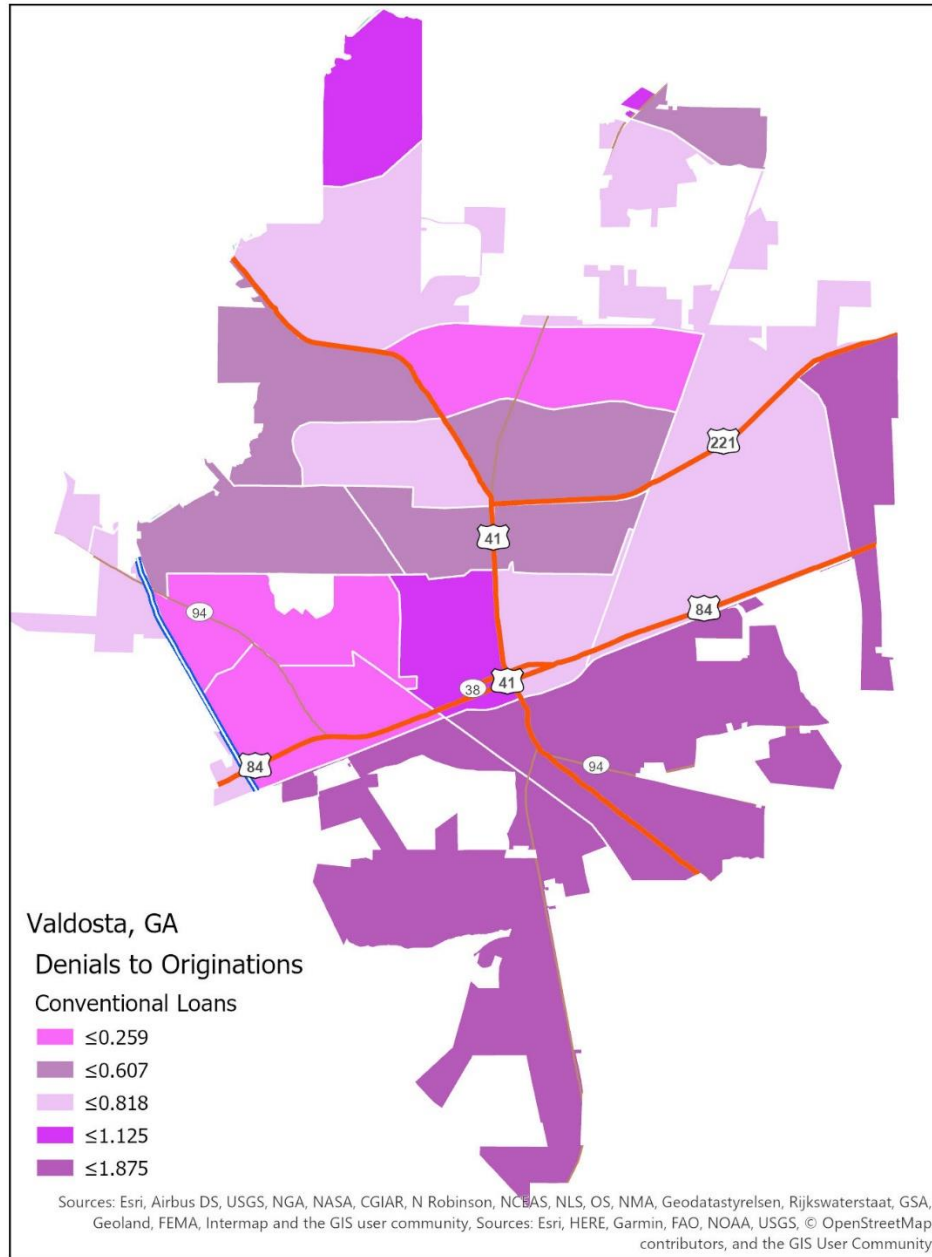 221
41
94
84
41
38
84
94
Valdosta, GA
Denials to Originations
Conventional Loans
≤0.259
≤0.607
≤0.818
≤1.125
≤1.875
Sources: Esri, Airbus DS, USGS, NGA, NASA, CGIAR, N Robinson, NCEAS, NLS, OS, NMA, Geodatastyrelsen, Rijkswaterstaat, GSA,
Geoland, FEMA, Intermap and the GIS user community, Sources: Esri, HERE, Garmin, FAO, NOAA, USGS, © OpenStreetMap
contributors, and the GIS User Community